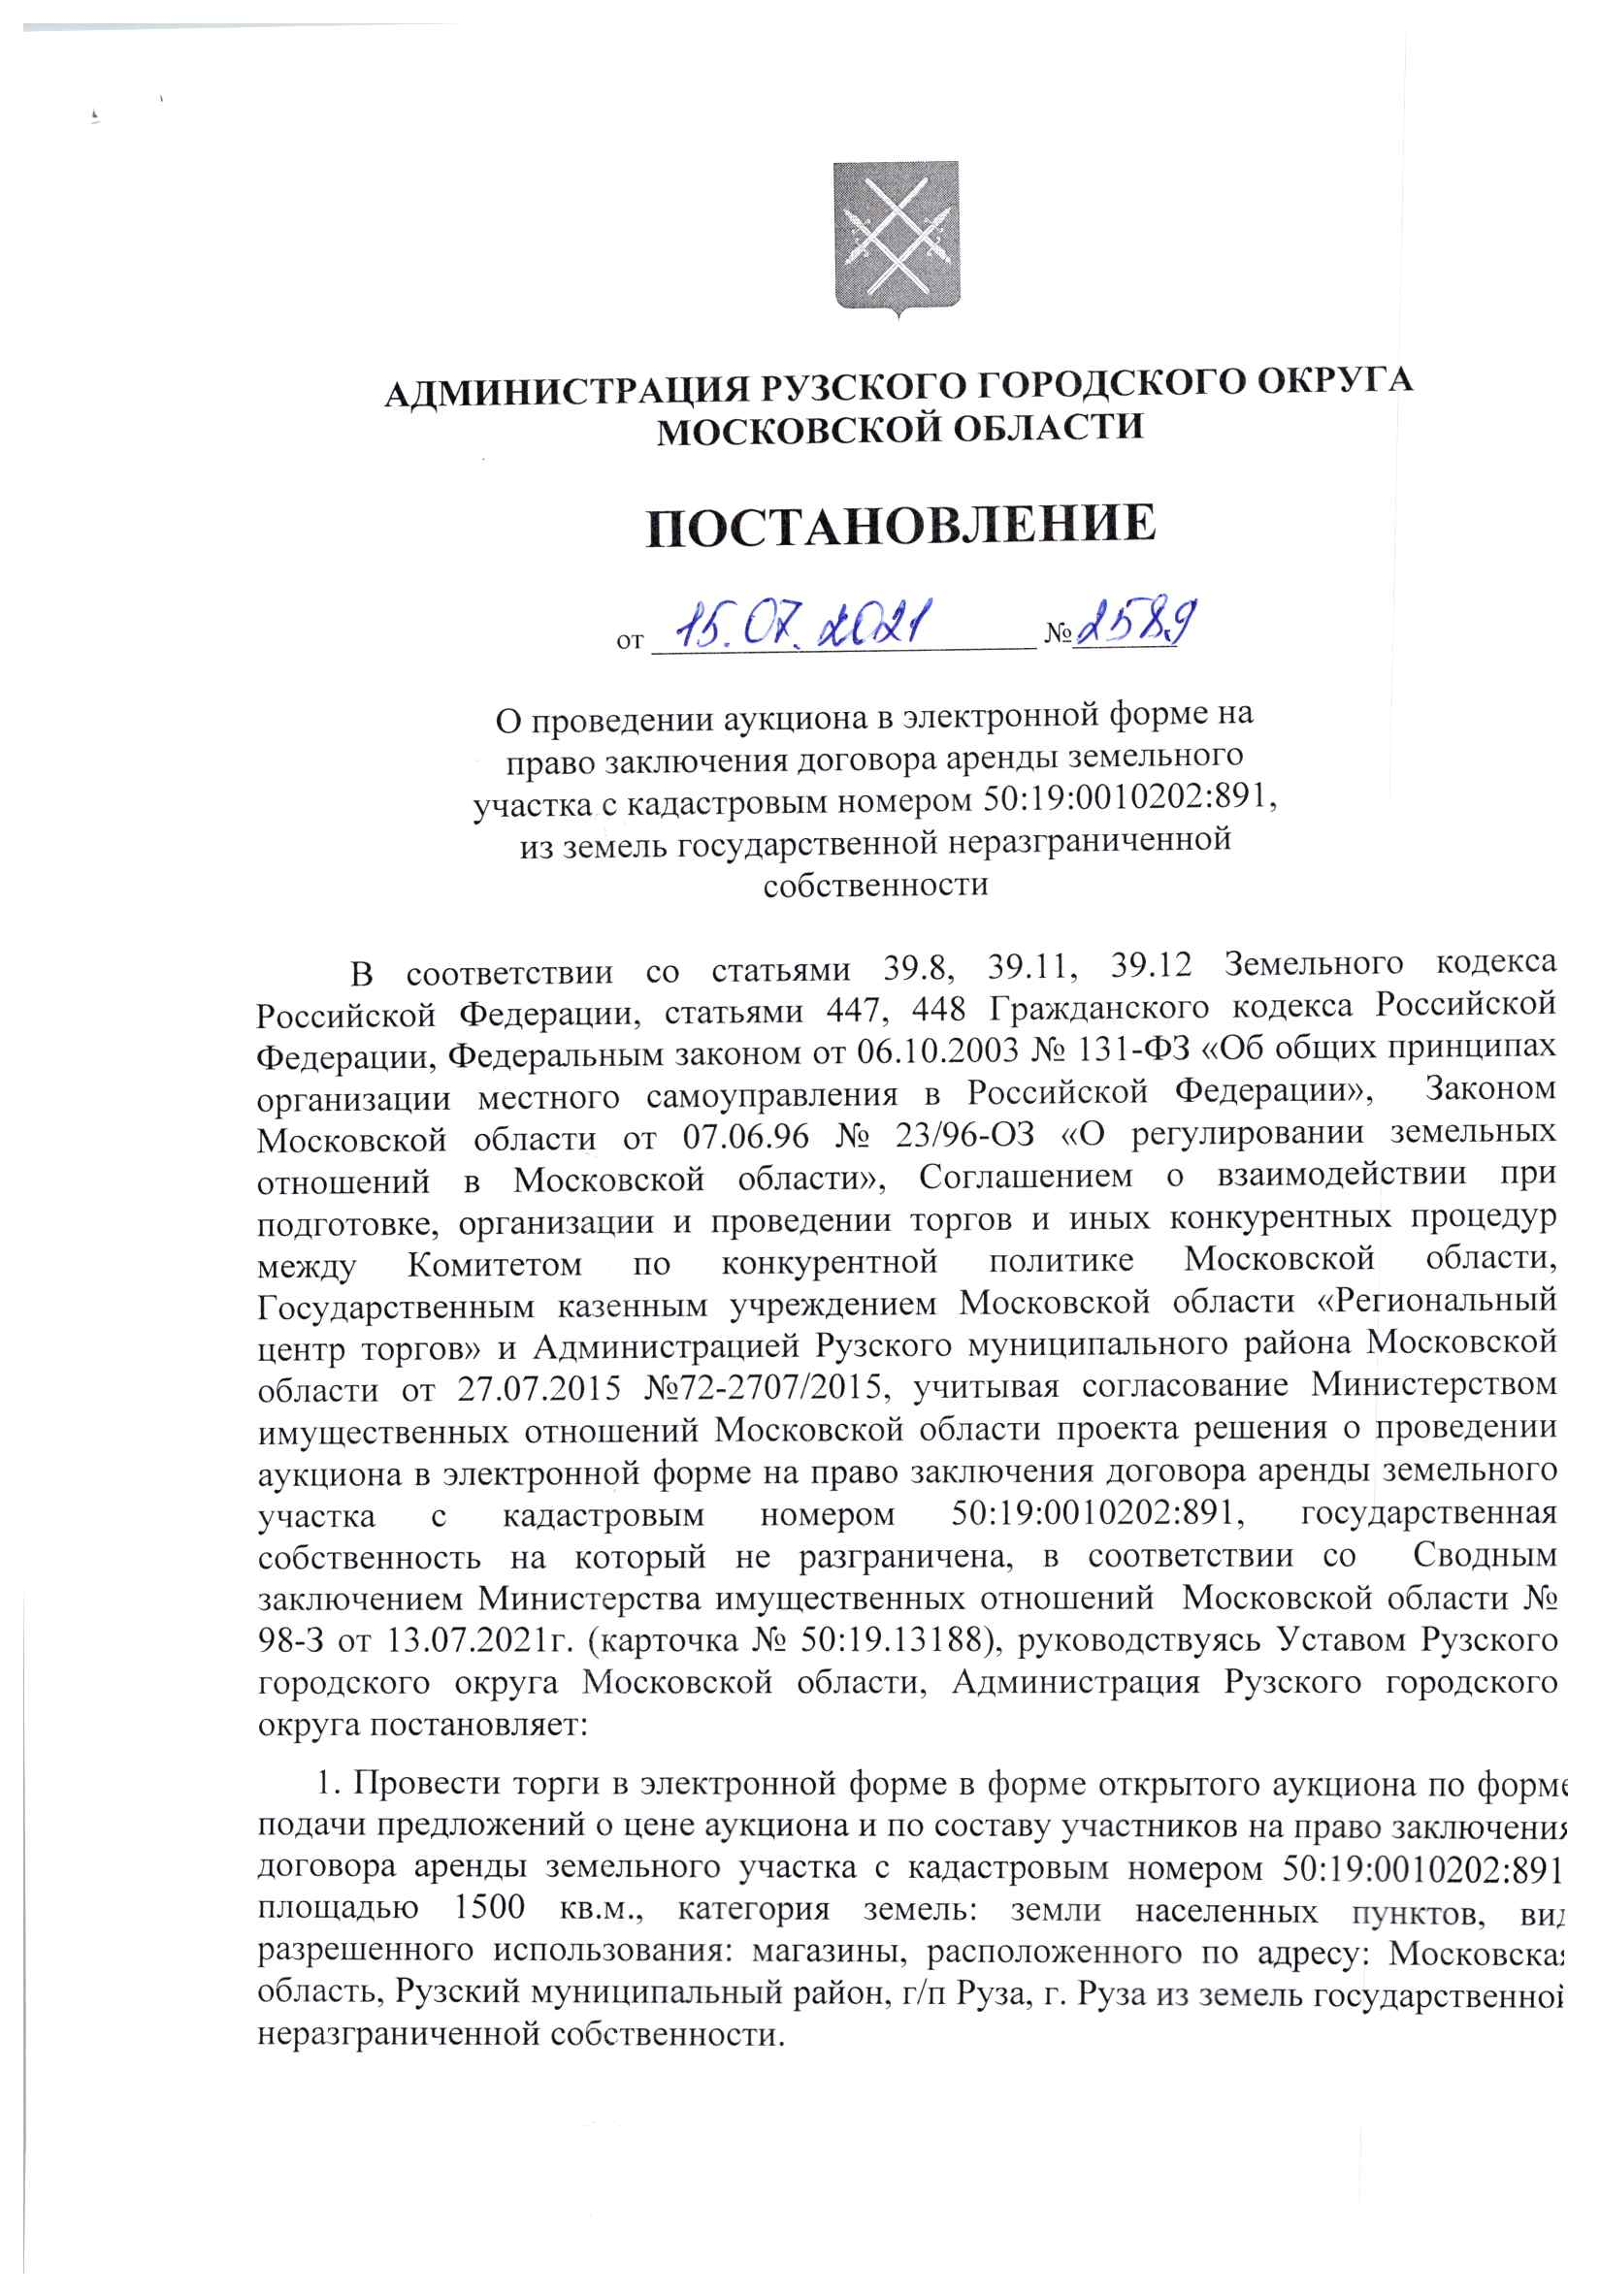 АДМИНИСТРАЦИЯ РУЗСКОГО ГОРОДСКОГО ОКРУГА
МОСКОВСКОЙ ОБЛАСТИ
ПОСТАНОВЛЕНИЕ
от 15.07.2021 № 2589
О проведении аукциона в электронной форме на
право заключения договора аренды земельного
участка с кадастровым номером 50:19:0010202:891,
из земель государственной неразграниченной
собственности
В соответствии со статьями 39.8, 39.11, 39.12 Земельного кодекса
Российской Федерации, статьями 447, 448 Гражданского кодекса Российской
Федерации, Федеральным законом от 06.10.2003 № 131-ФЗ «Об общих принципах
организации местного самоуправления в Российской Федерации», Законом
Московской области от 07.06.96 № 23/96-ОЗ «О регулировании земельных
отношений в Московской области», Соглашением о взаимодействии при
подготовке, организации и проведении торгов и иных конкурентных процедур
между Комитетом по конкурентной политике Московской области,
Государственным казенным учреждением Московской области «Региональный
центр торгов» и Администрацией Рузского муниципального района Московской
области от 27.07.2015 №72-2707/2015, учитывая согласование Министерством
имущественных отношений Московской области проекта решения о проведении
аукциона в электронной форме на право заключения договора аренды земельного
участка с кадастровым номером 50:19:0010202:891, государственная
собственность на который не разграничена, в соответствии со Сводным
заключением Министерства имущественных отношений Московской области №
98-З от 13.07.2021г. (карточка № 50:19.13188), руководствуясь Уставом Рузского
городского округа Московской области, Администрация Рузского городского
округа постановляет:
1. Провести торги в электронной форме в форме открытого аукциона по форме
подачи предложений о цене аукциона и по составу участников на право заключения
договора аренды земельного участка с кадастровым номером 50:19:0010202:891
площадью 1500 кв.м., категория земель: земли населенных пунктов, вид
разрешенного использования: магазины, расположенного по адресу: Московская
область, Рузский муниципальный район, г/п Руза, г. Руза из земель государственной
неразграниченной собственности.